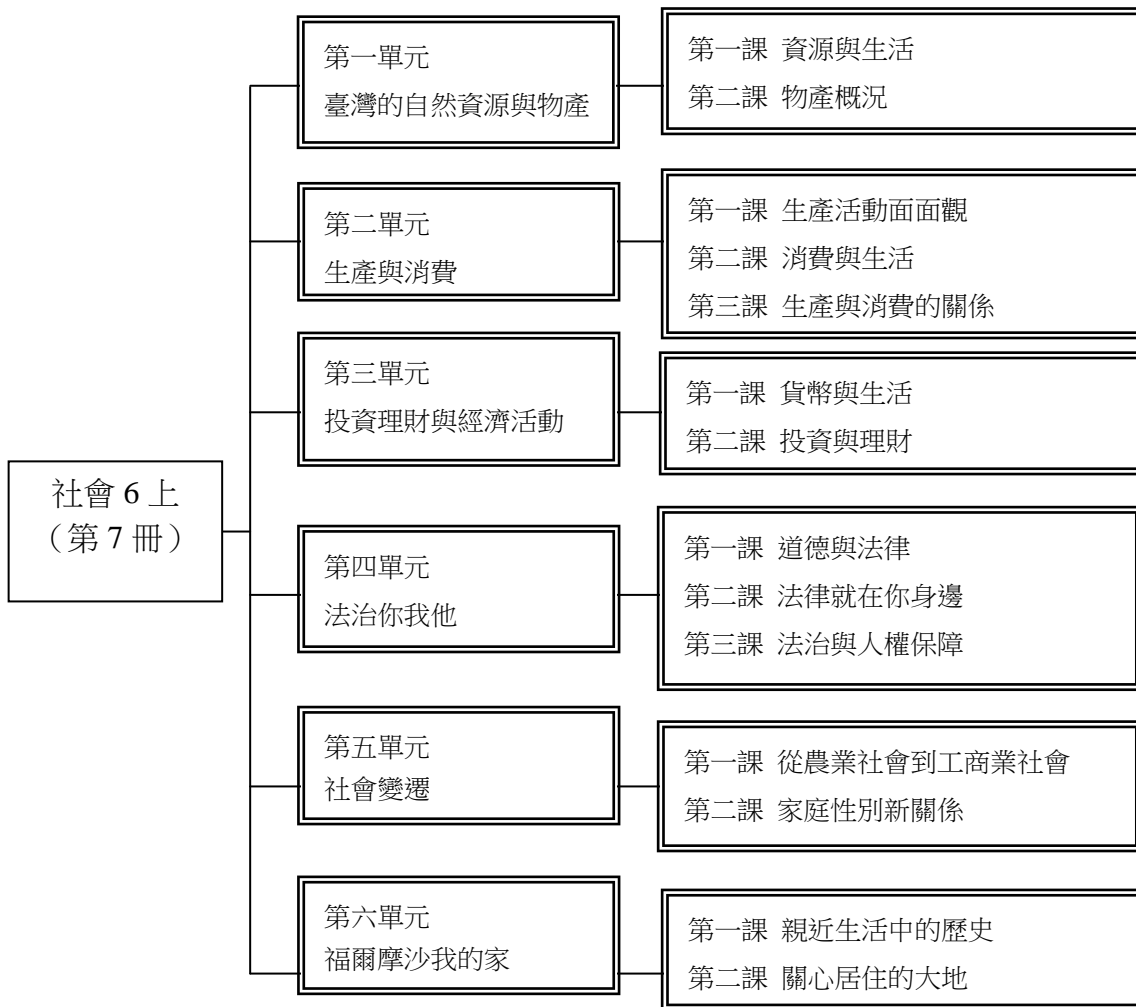 社會 6 上
（第 7 冊）
第一單元
臺灣的自然資源與物產
第一課 資源與生活
第二課 物產概況
第二單元
生產與消費
第一課 生產活動面面觀
第二課 消費與生活
第三課 生產與消費的關係
第三單元
投資理財與經濟活動
第一課 貨幣與生活
第二課 投資與理財
第四單元
法治你我他
第一課 道德與法律
第二課 法律就在你身邊
第三課 法治與人權保障
第五單元
社會變遷
第一課 從農業社會到工商業社會
第二課 家庭性別新關係
第六單元
福爾摩沙我的家
第一課 親近生活中的歷史
第二課 關心居住的大地